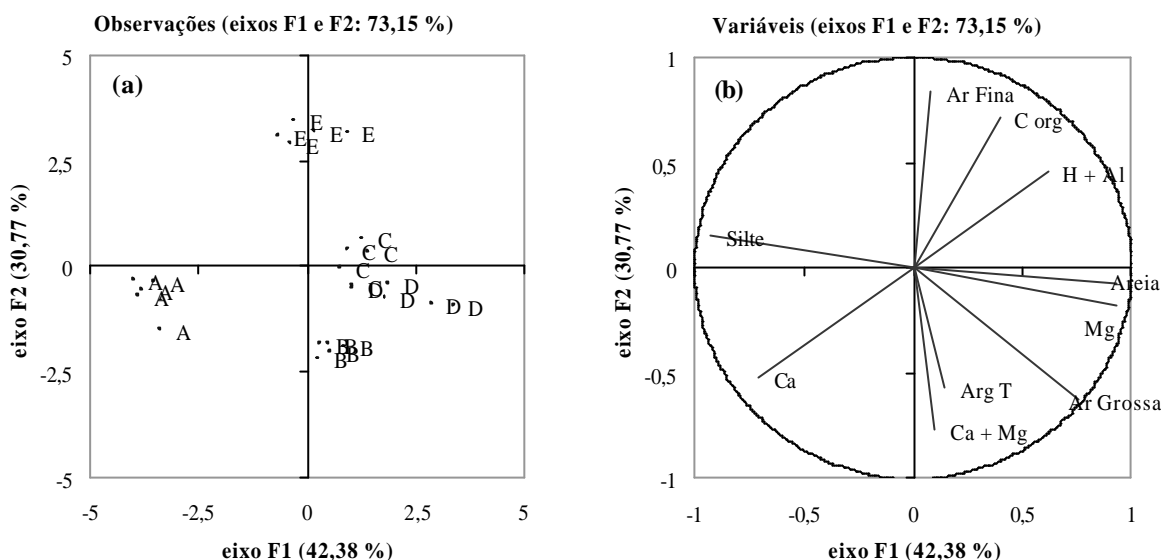 Observações (eixos F1 e F2: 73,15 %)
(a)
5
2,5
0
-2,5
-5
-5 -2,5 0 2,5 5
eixo F2 (30,77 %)
eixo F1 (42,38 %)
E
E E E
E
C
C C
C
A A
A
A
A
D
D
D
D D
B B B
B B
Variáveis (eixos F1 e F2: 73,15 %)
(b)
1
0,5
0
-0,5
-1
-1 -0,5 0 0,5 1
eixo F2 (30,77 %)
eixo F1 (42,38 %)
Ar Fina
C org
H + Al
Silte
Areia
Mg
Ca
Arg T
Ar Grossa
Ca + Mg